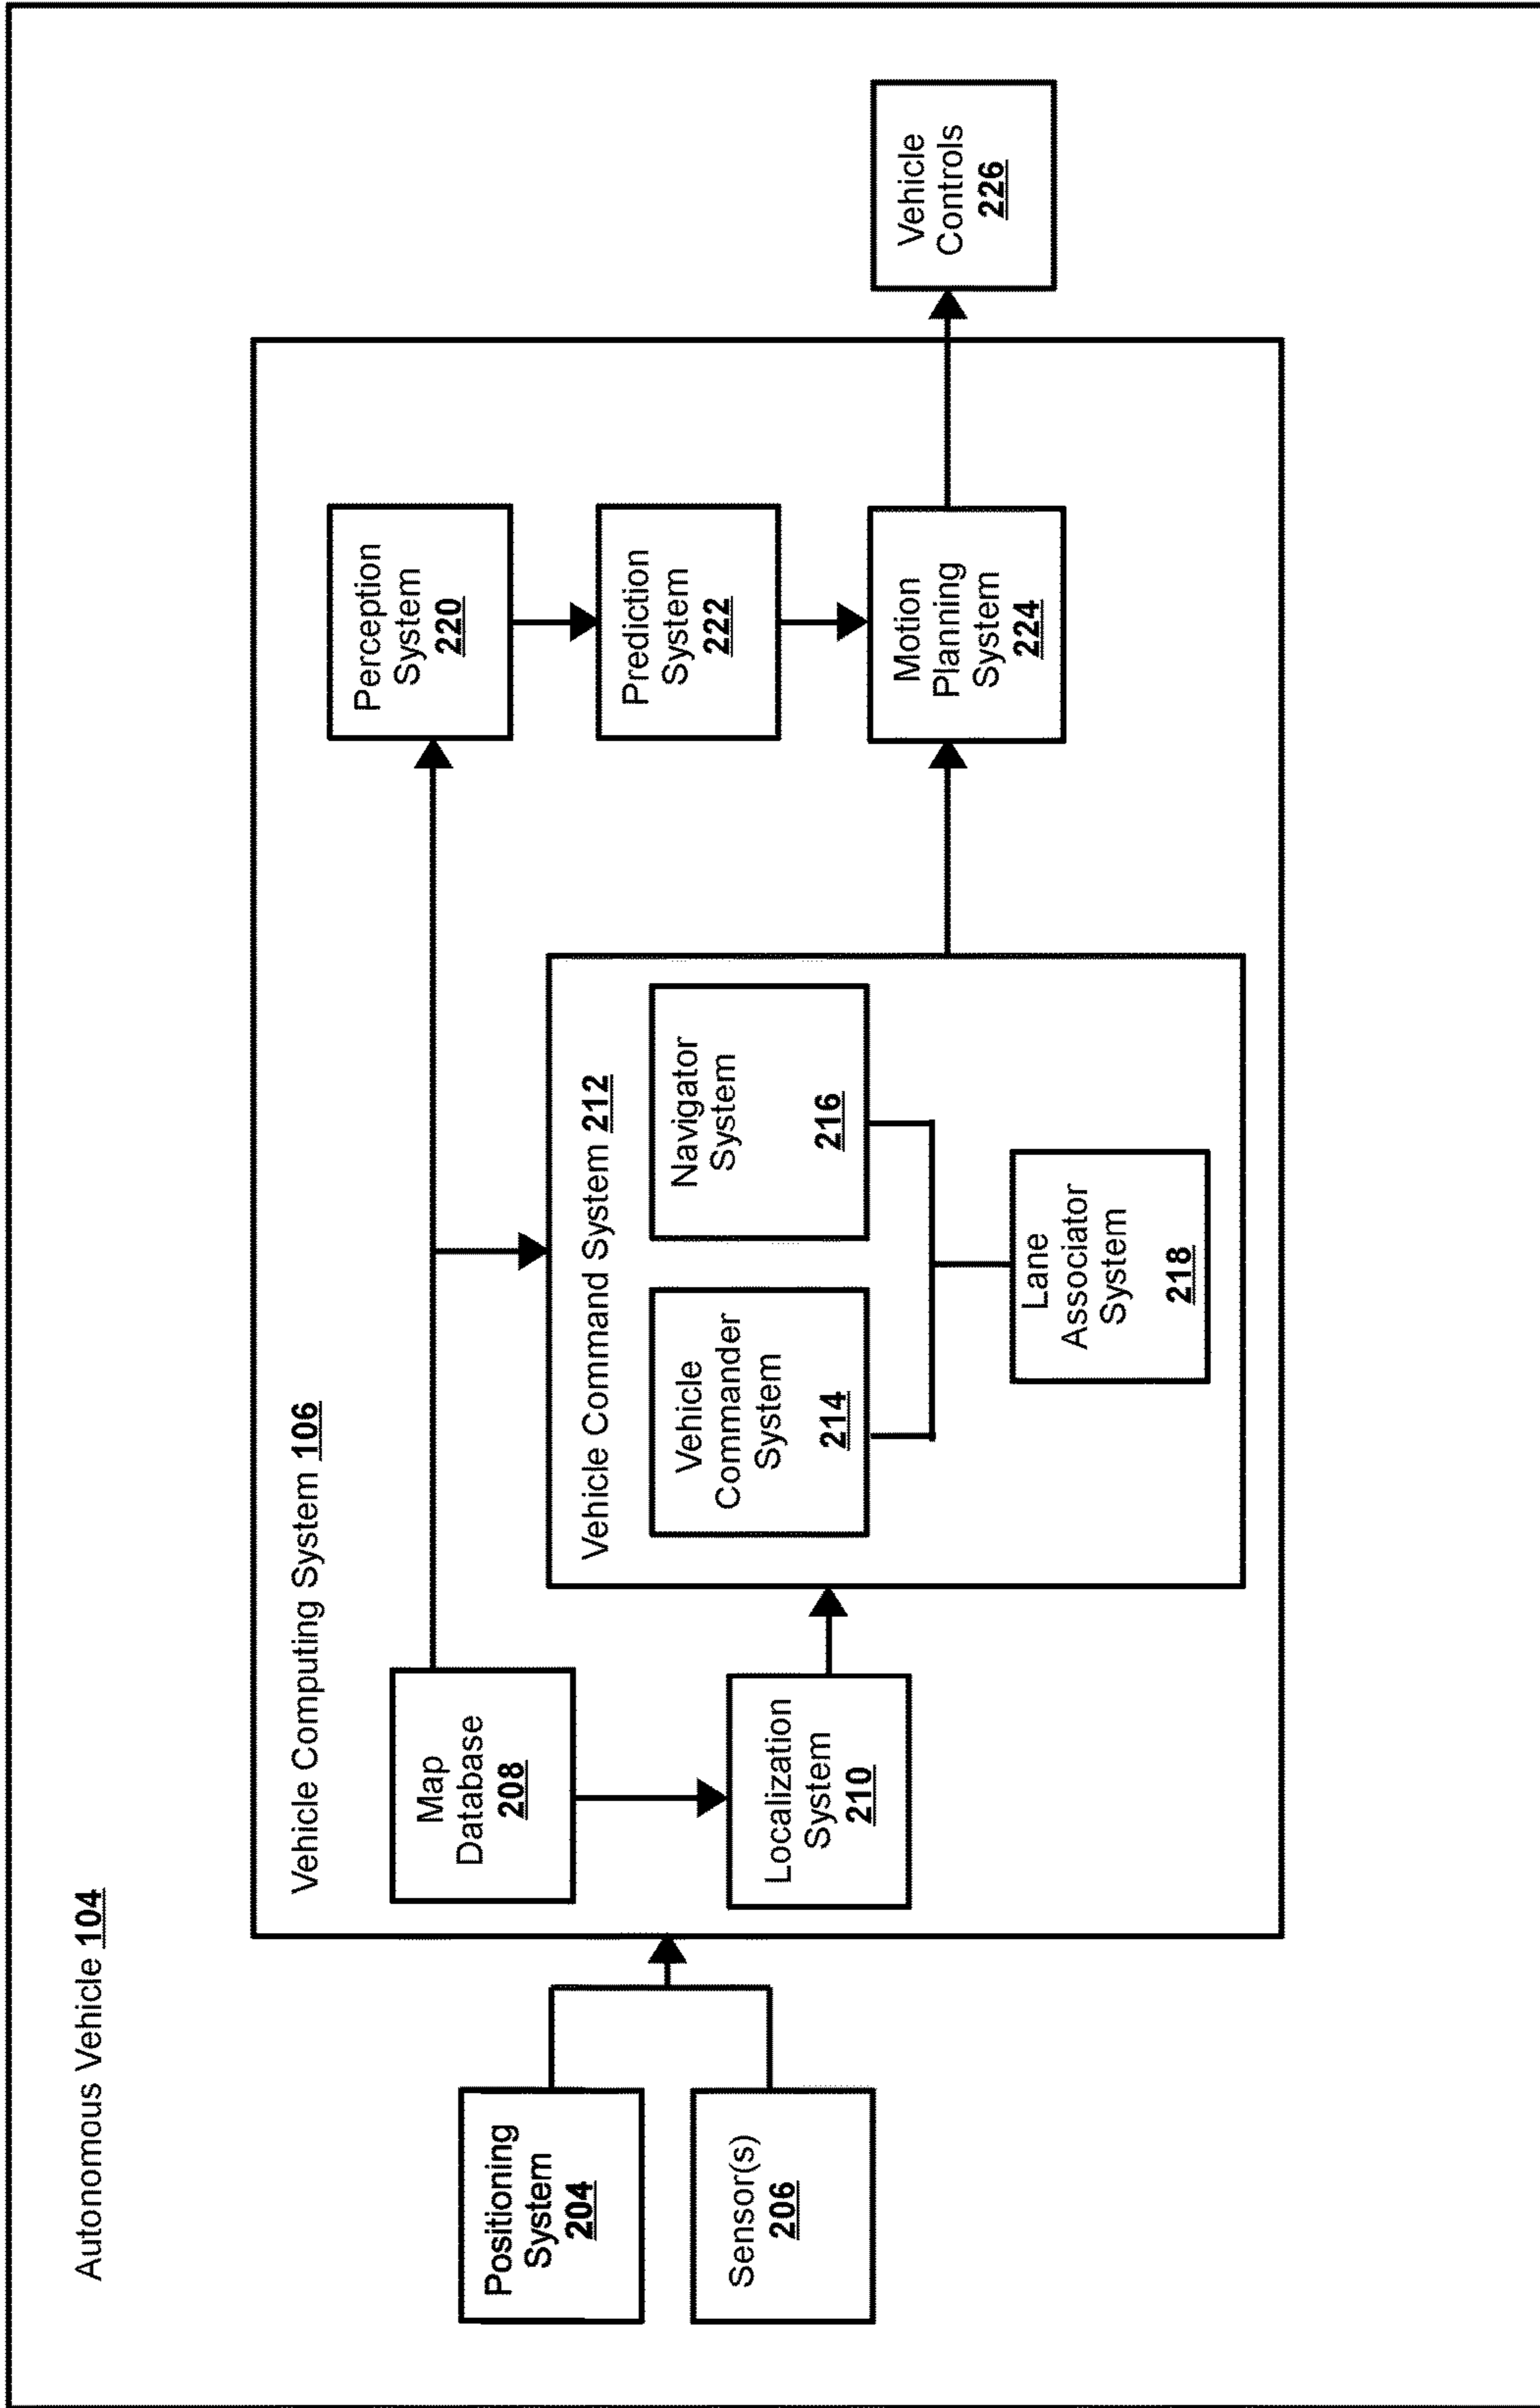 Autonomous Vehicle 104
Vehicle Computing System 106
Positioning
System
204
Sensor(s)
206
Map
Database
208
Localization
System
210
Vehicle Command System 212
Vehicle
Commander
System
214
Navigator
System
216
Lane
Associator
System
218
Perception
System
220
Prediction
System
222
Motion
Planning
System
224
Vehicle
Controls
226